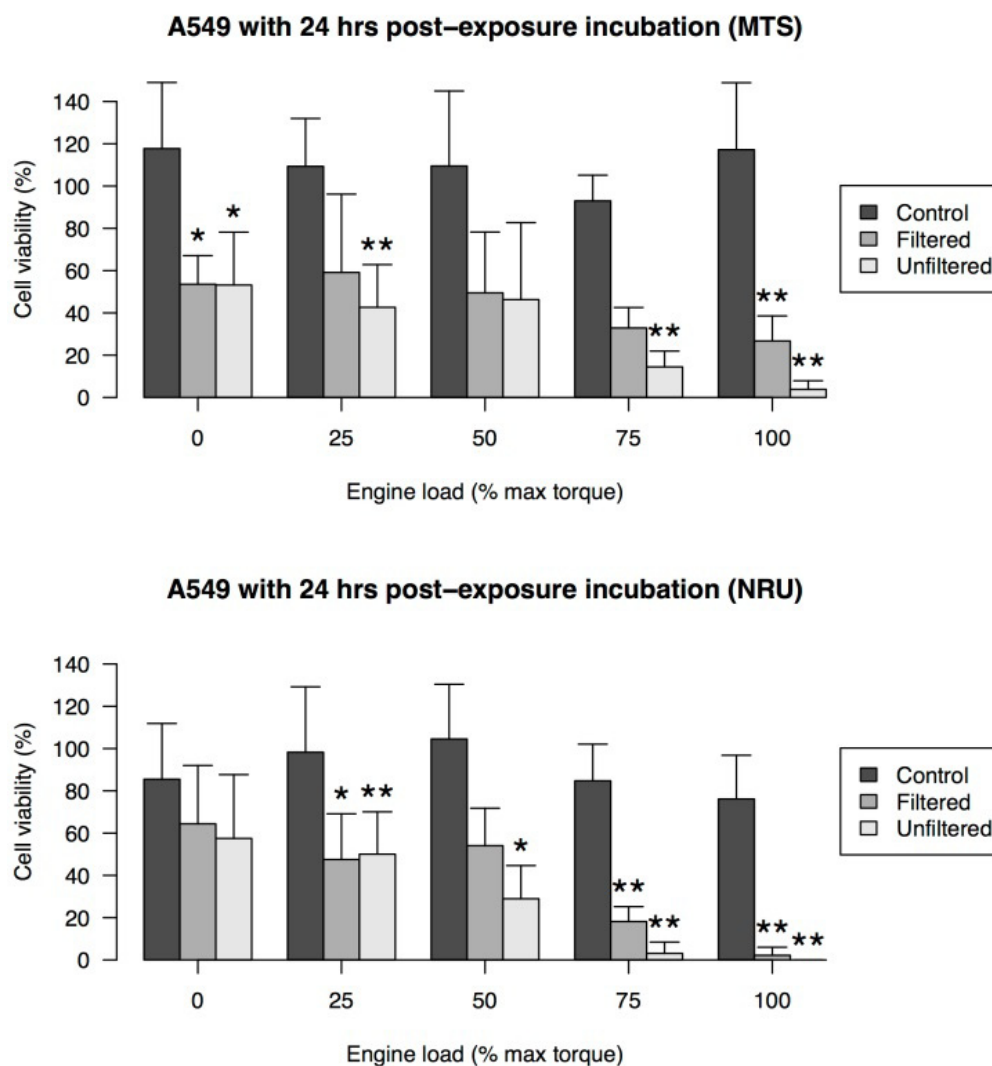 A549 with 24 hrs post–exposure incubation (MTS)
140
120
100
80
60
40
20
0
Cell viability (%)
* * ** ** ** **
0 25 50 75 100
Engine load (% max torque)
Control
Filtered
Unfiltered
A549 with 24 hrs post–exposure incubation (NRU)
140
120
100
80
60
40
20
0
Cell viability (%)
* ** * ** ** ** **
0 25 50 75 100
Engine load (% max torque)
Control
Filtered
Unfiltered